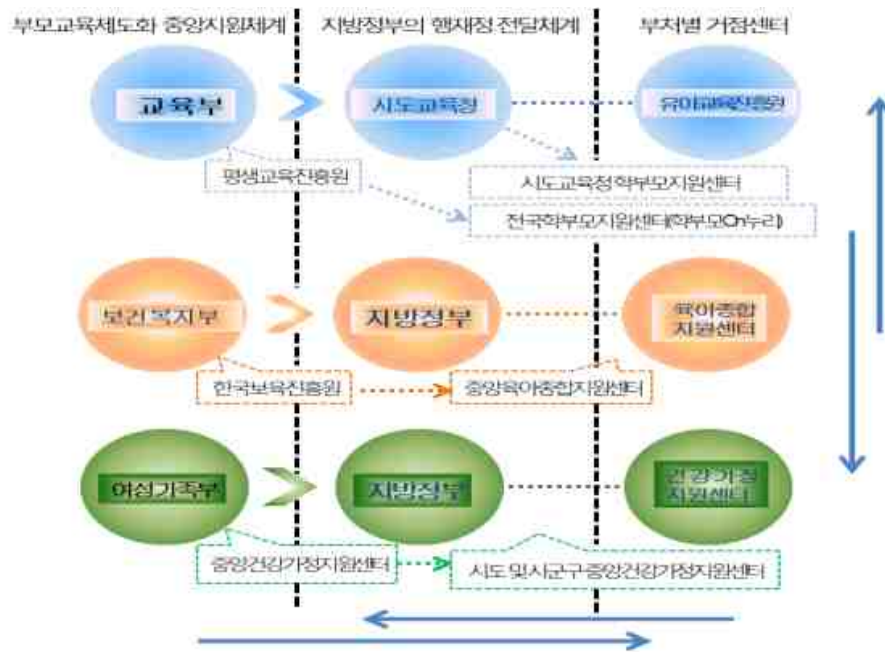 부모교육제도화 중앙지원체계
지방정부의 행재정 전달체계
부처별 거점센터
교육부
시도교육청
유아교육진흥원
평생교육진흥원
시도교육청학부모지원센터
전국학부모지원센터(학부모On누리)
보건복지부
지방정부
육아종합
지원센터
한국보육진흥원
중앙육아종합지원센터
여성가족부
지방정부
건강가정
지원센터
중앙건강가정지원센터
시도 및 시군구 중앙건강가정지원센터